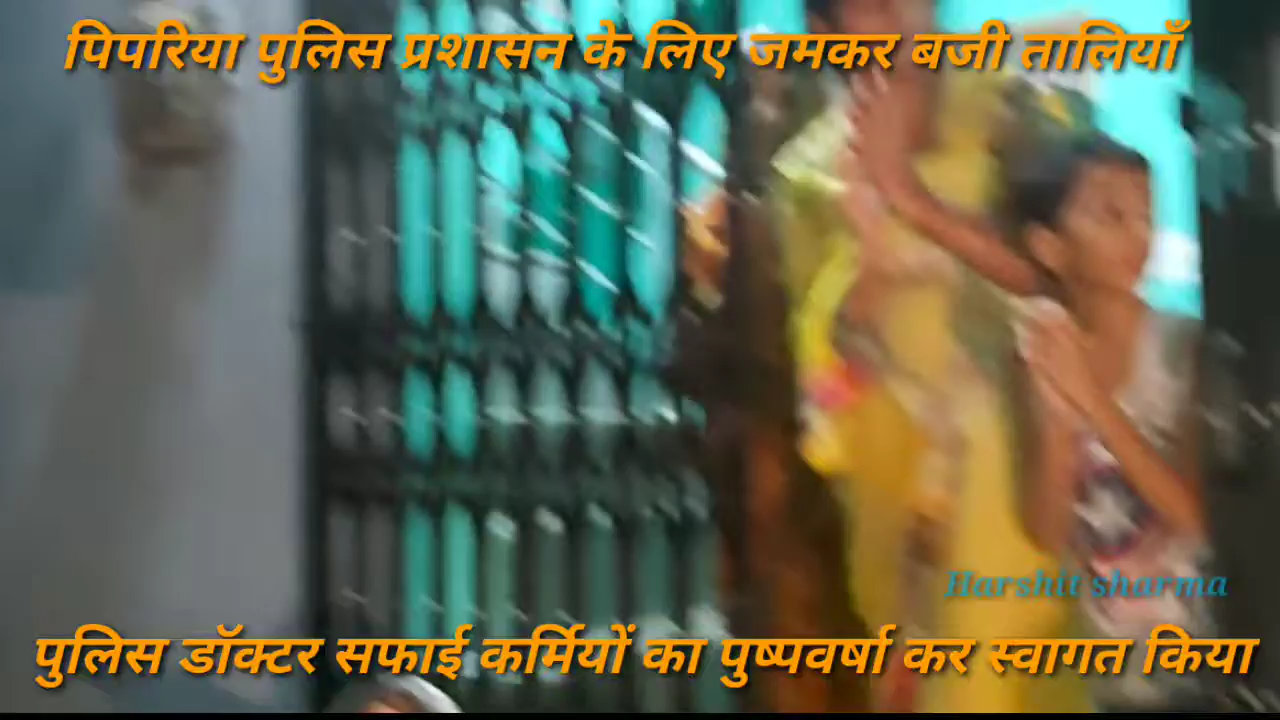 पिपरिया पुलिस प्रशासन के लिए जमकर बजी तालियाँ
Harshit sharma
पुलिस डॉक्टर सफाई कर्मियों का पुष्पवर्षा कर स्वागत किया